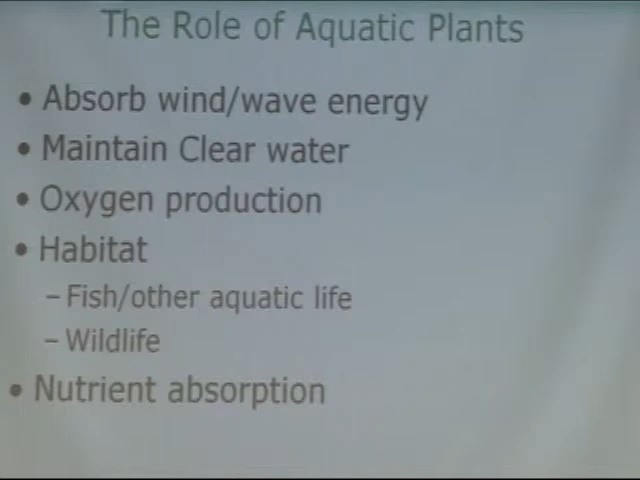 The Role of Aquatic Plants
• Absorb wind/wave energy
• Maintain Clear water
• Oxygen production
• Habitat
– Fish/other aquatic life
– Wildlife
• Nutrient absorption